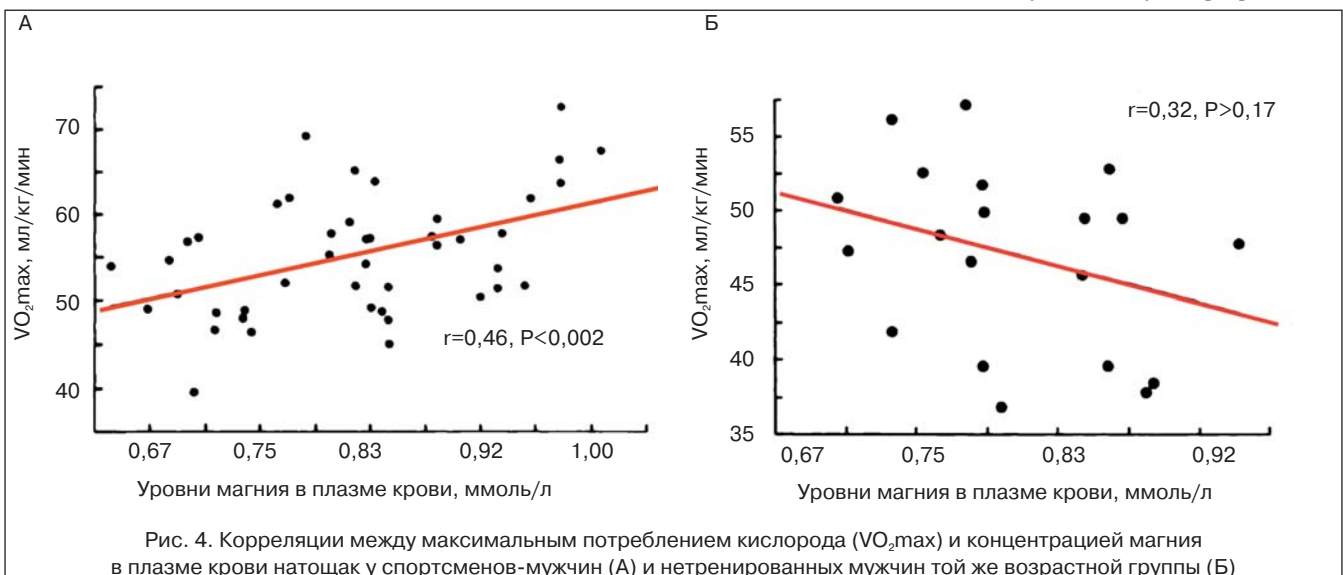 А
VO₂max, мл/кг/мин
70
60
50
40
r=0,46, P<0,002
0,67 0,75 0,83 0,92 1,00
Уровни магния в плазме крови, ммоль/л
Б
VO₂max, мл/кг/мин
55
50
45
40
35
r=0,32, P>0,17
0,67 0,75 0,83 0,92
Уровни магния в плазме крови, ммоль/л
Рис. 4. Корреляции между максимальным потреблением кислорода (VO₂max) и концентрацией магния
в плазме крови натощак у спортсменов-мужчин (А) и нетренированных мужчин той же возрастной группы (Б)